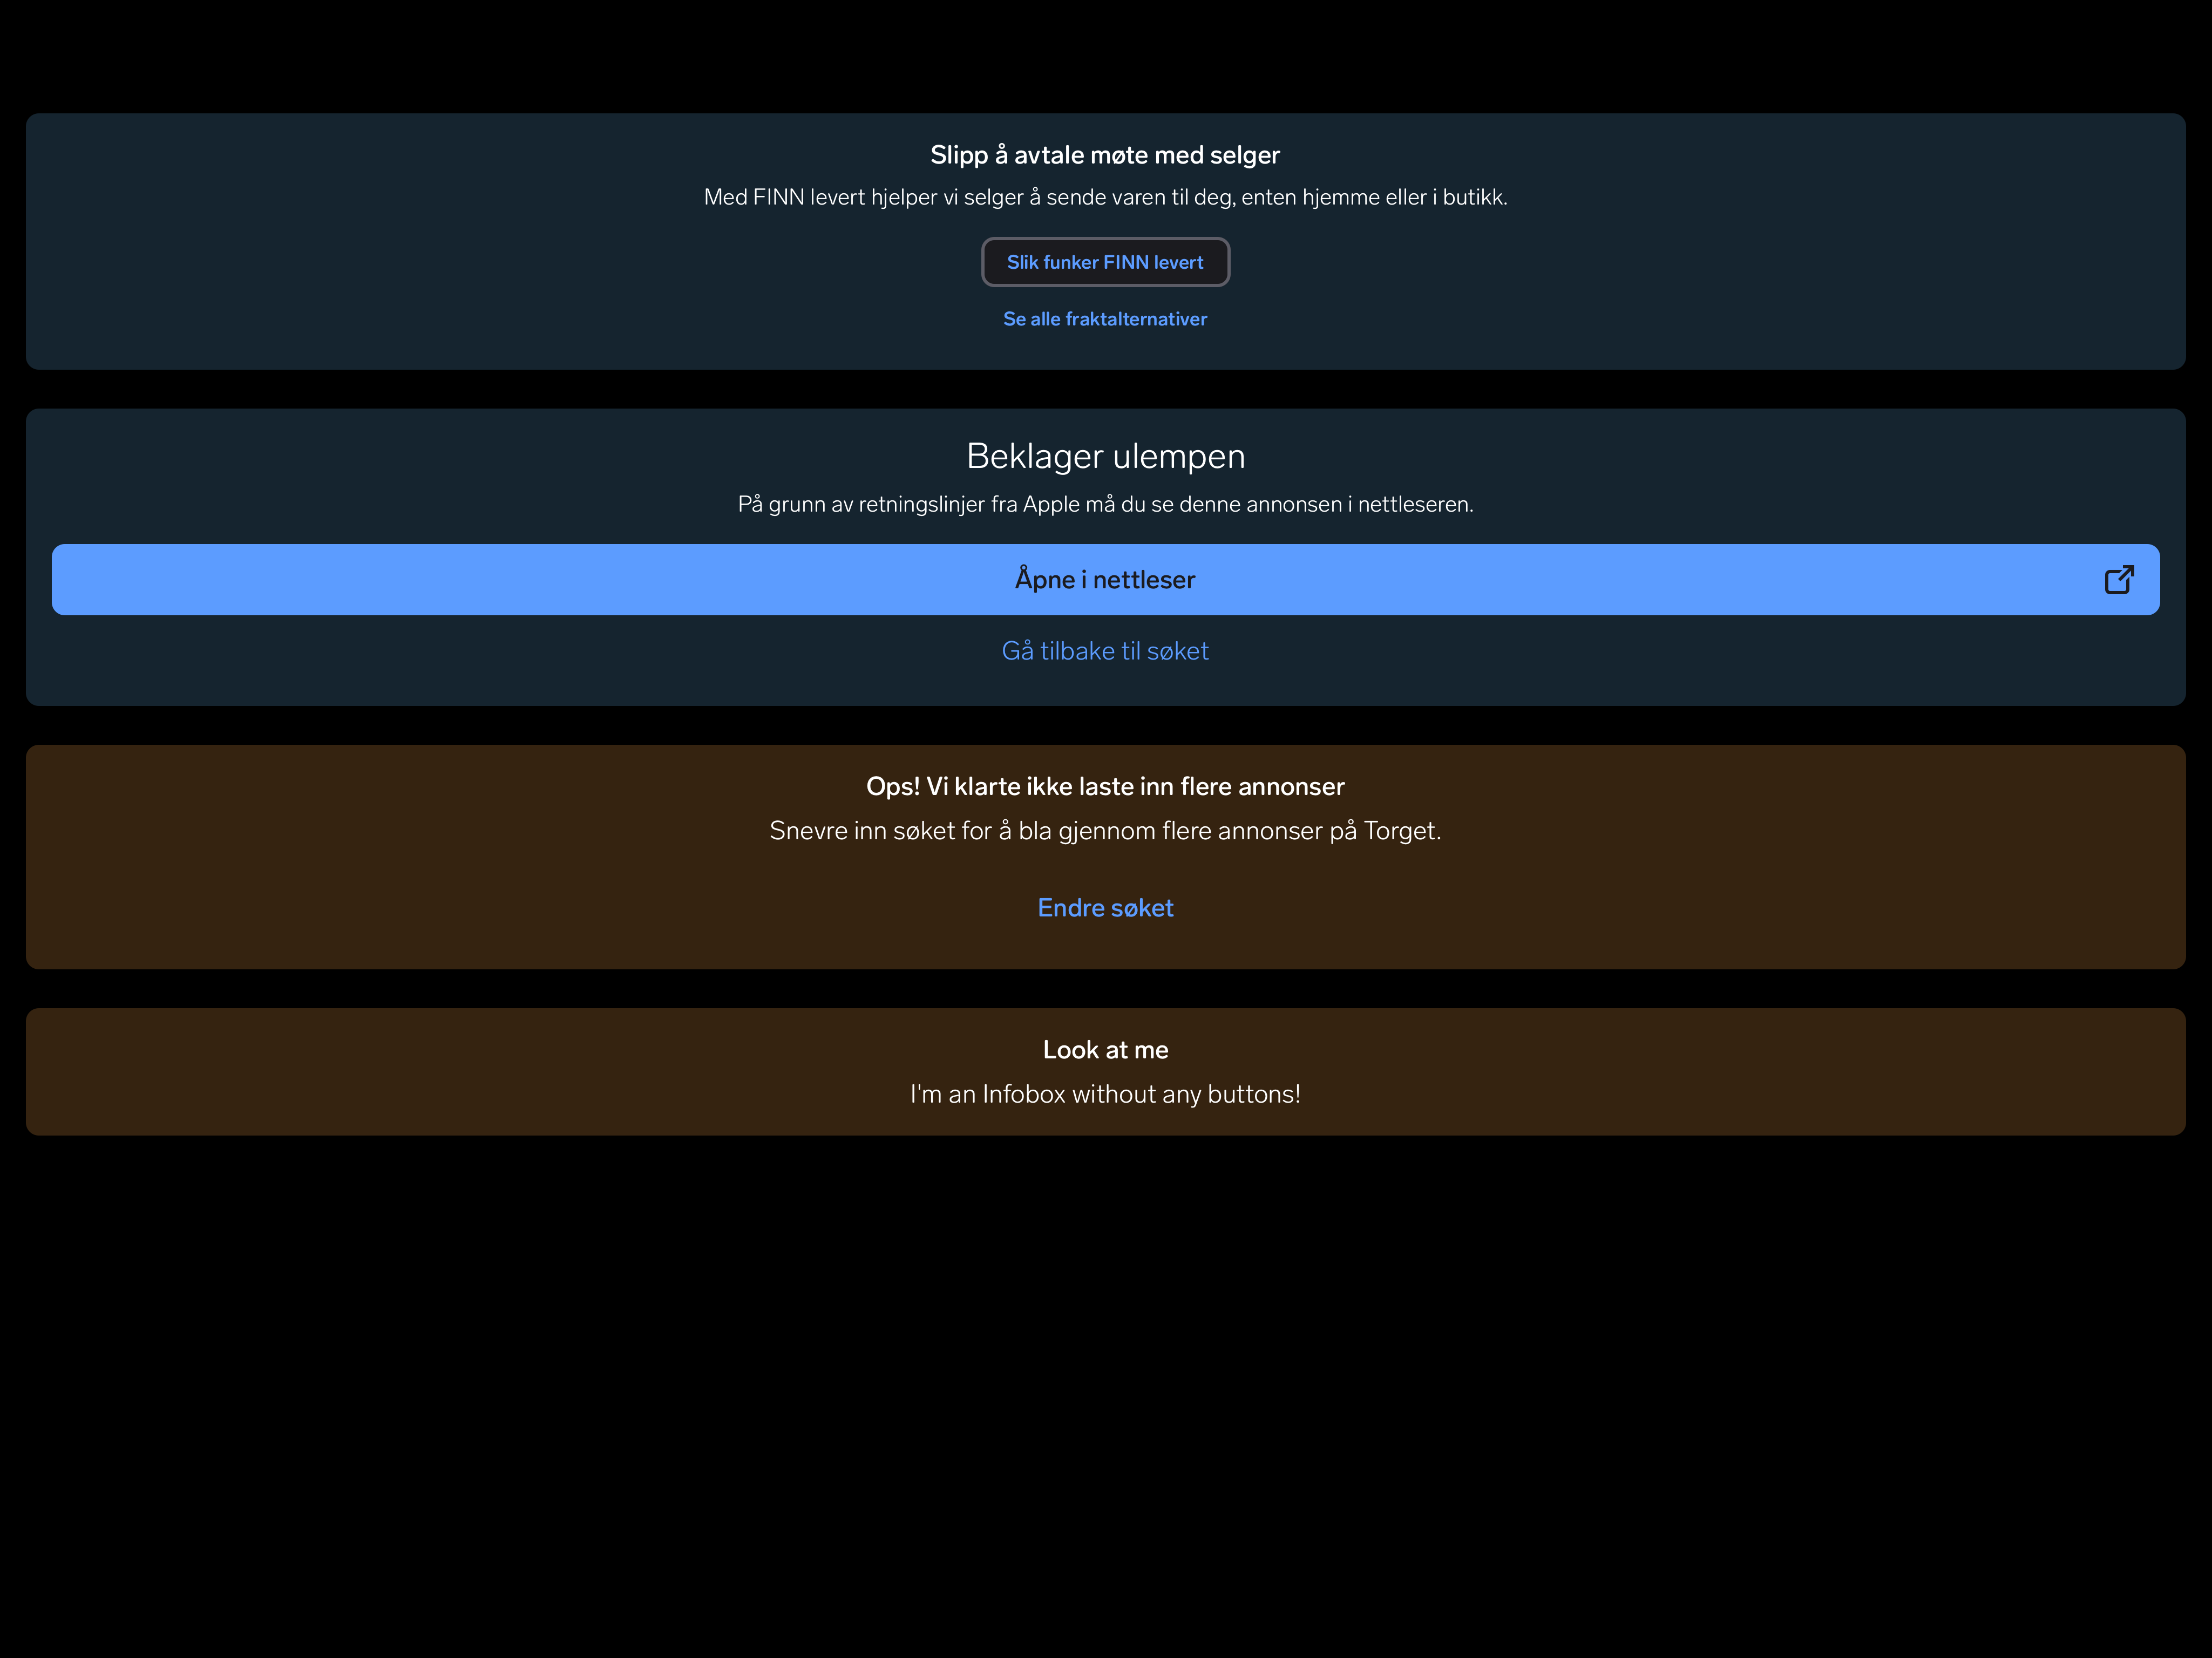 Slipp å avtale møte med selger
Med FINN levert hjelper vi selger å sende varen til deg, enten hjemme eller i butikk.
Slik funker FINN levert
Se alle fraktalternativer
Beklager ulempen
På grunn av retningslinjer fra Apple må du se denne annonsen i nettleseren.
Åpne i nettleser
Gå tilbake til søket
Ops! Vi klarte ikke laste inn flere annonser
Snevre inn søket for å bla gjennom flere annonser på Torget.
Endre søket
Look at me
I'm an Infobox without any buttons!